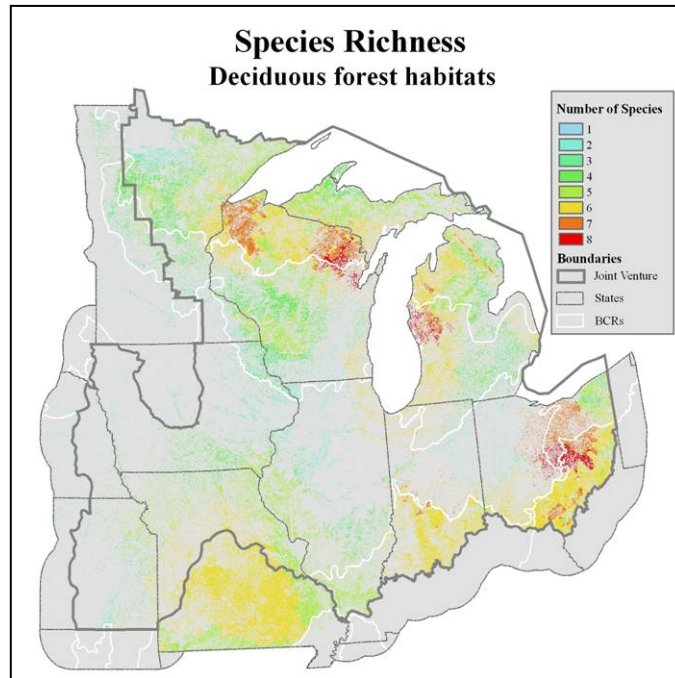 Species Richness
Deciduous forest habitats
Number of Species
1
2
3
4
5
6
7
8
Boundaries
Joint Venture
States
BCRs